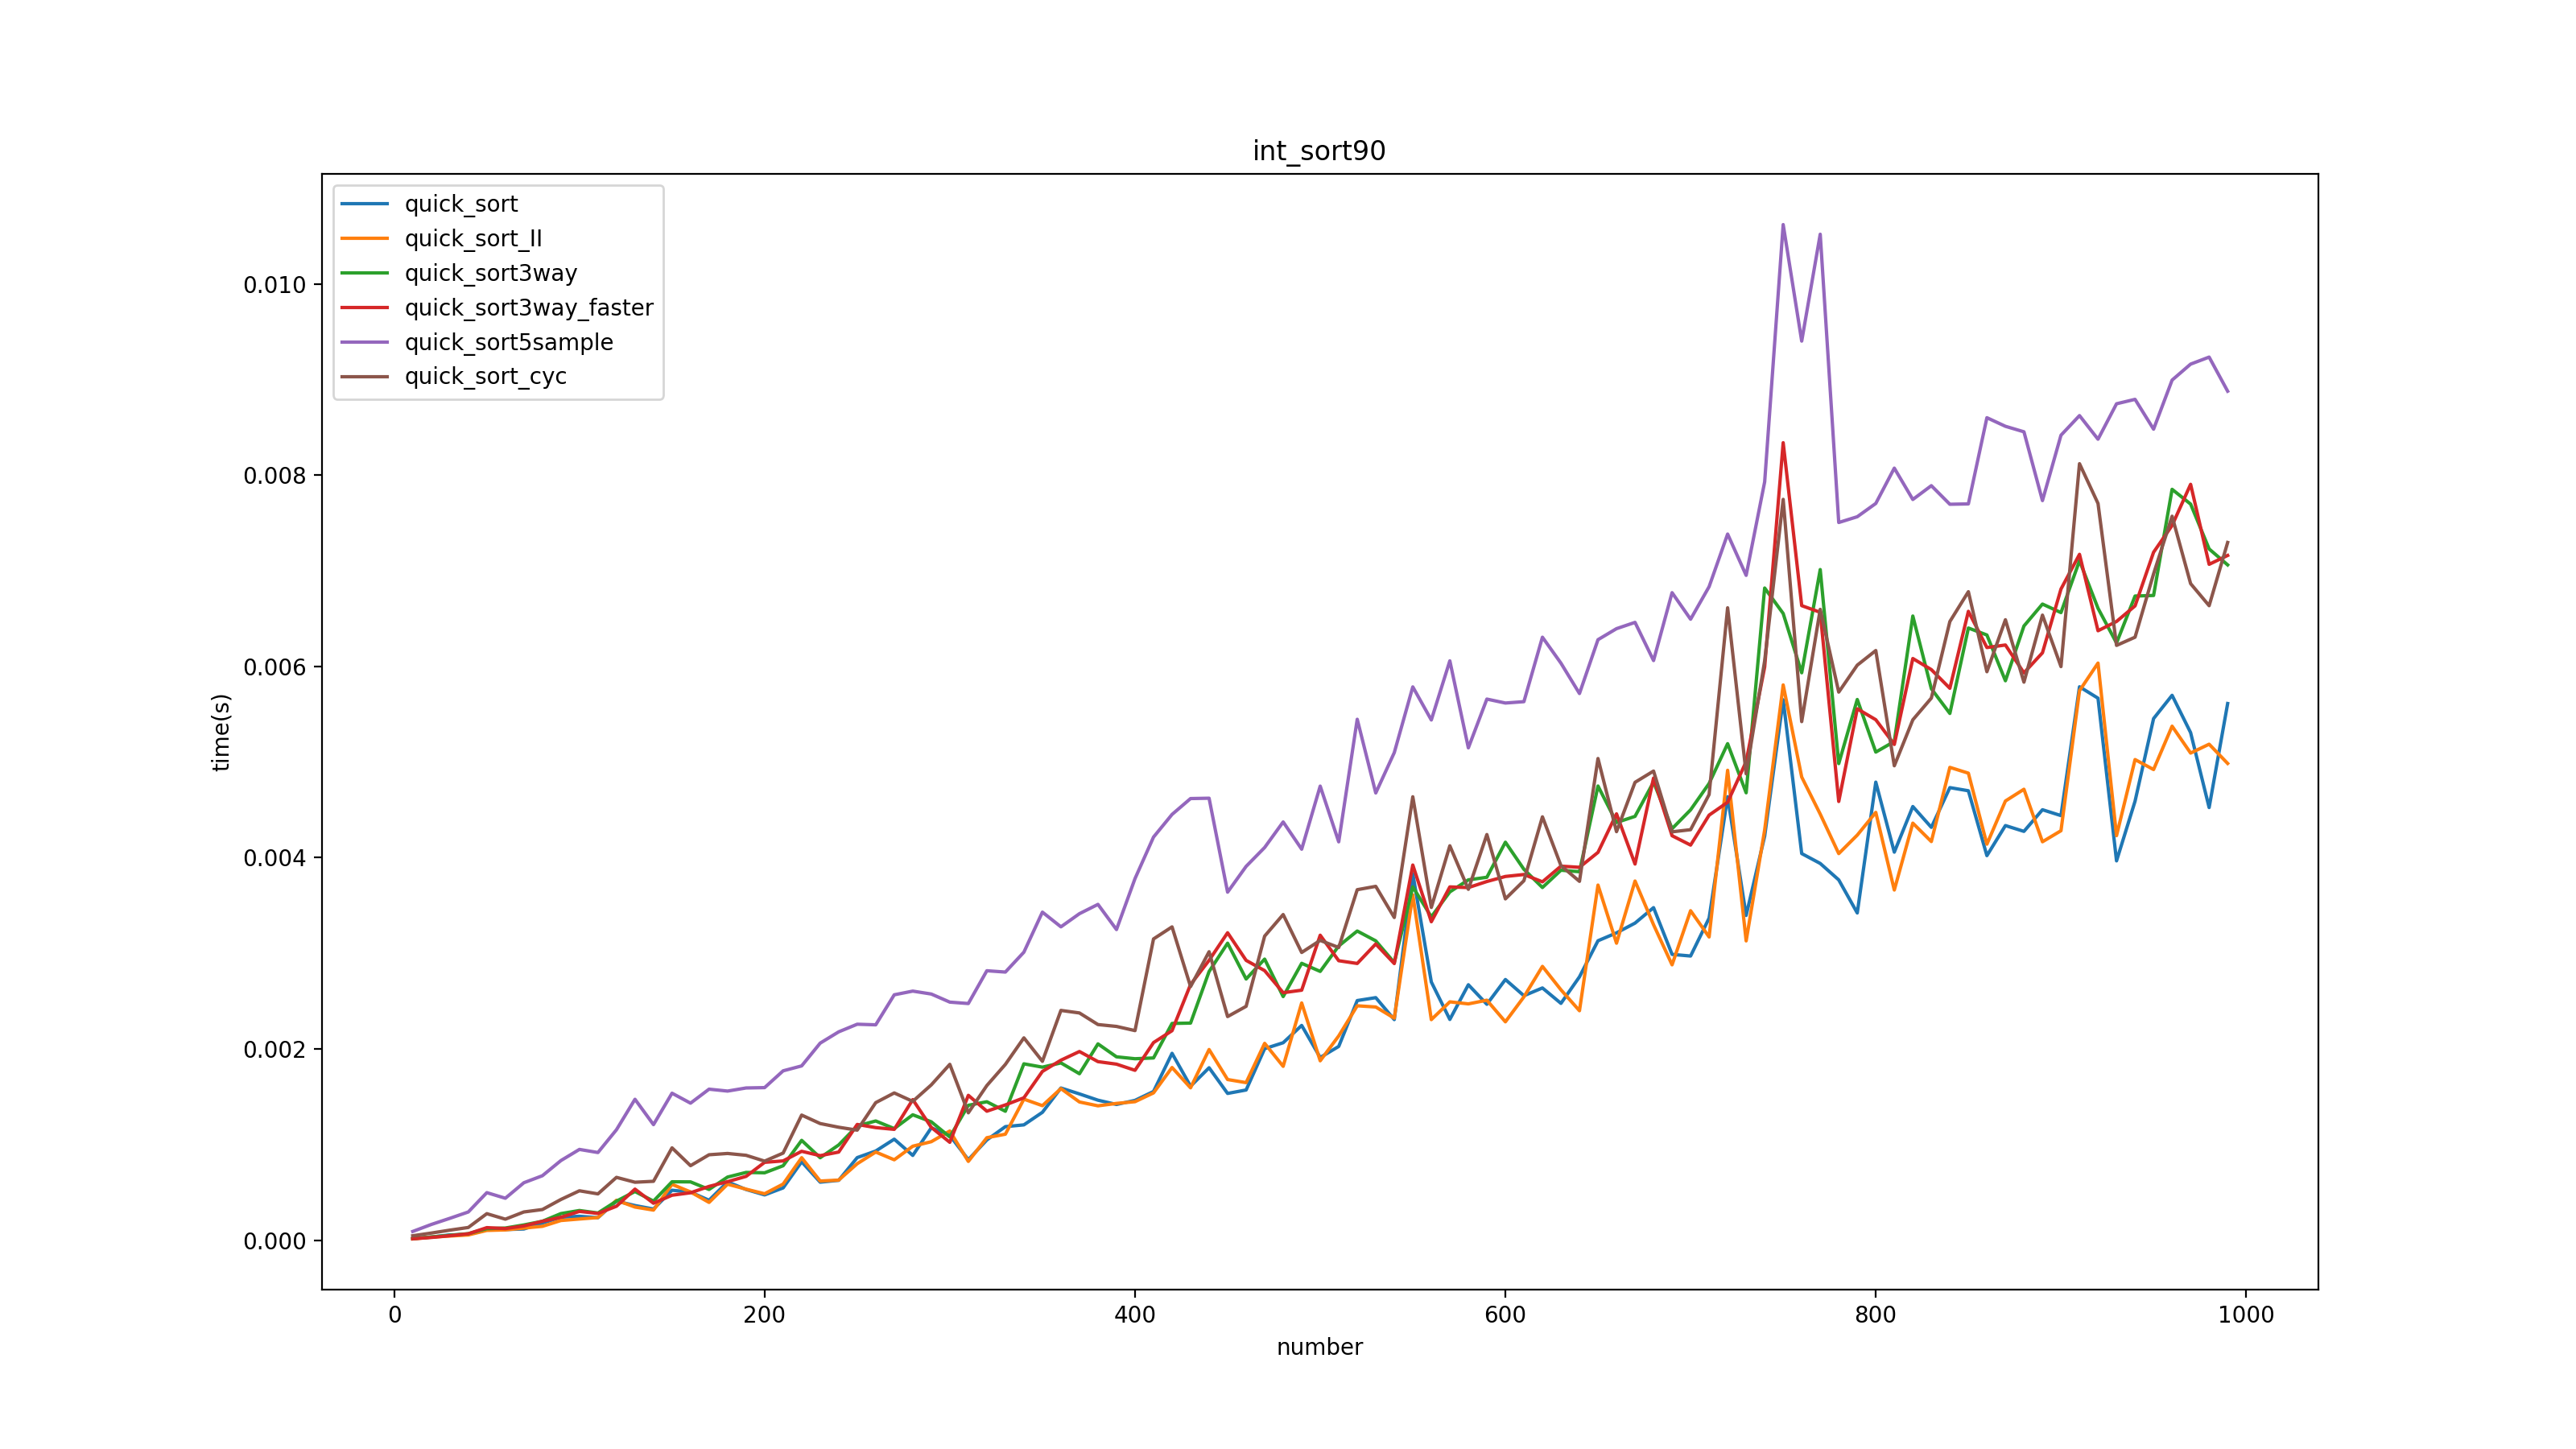 int_sort90
quick_sort
quick_sort_II
quick_sort3way
quick_sort3way_faster
quick_sort5sample
quick_sort_cyc
0.010
0.008
0.006
0.004
0.002
0.000
time(s)
0 200 400 600 800 1000
number